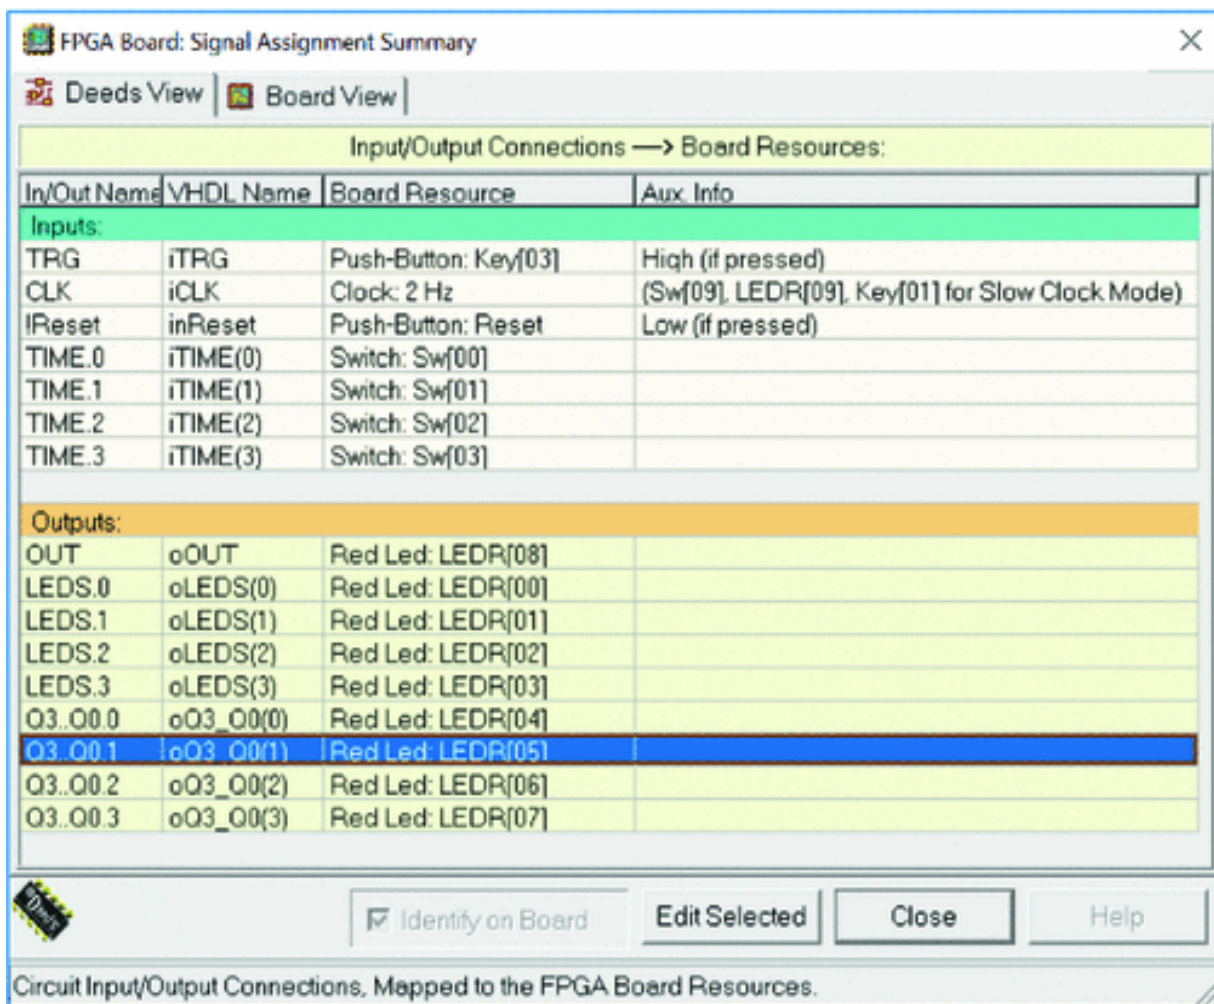 FPGA Board: Signal Assignment Summary
Deeds View Board View
Input/Output Connections —> Board Resources:
In/Out Name VHDL Name Board Resource Aux. Info
Inputs:
TRG iTRG Push-Button: Key[03] High (if pressed)
CLK iCLK Clock: 2 Hz (Sw[09], LEDR[09], Key[01] for Slow Clock Mode)
!Reset inReset Push-Button: Reset Low (if pressed)
TIME.0 iTIME(0) Switch: Sw[00]
TIME.1 iTIME(1) Switch: Sw[01]
TIME.2 iTIME(2) Switch: Sw[02]
TIME.3 iTIME(3) Switch: Sw[03]
Outputs:
OUT oOUT Red Led: LEDR[08]
LEDS.0 oLEDS(0) Red Led: LEDR[00]
LEDS.1 oLEDS(1) Red Led: LEDR[01]
LEDS.2 oLEDS(2) Red Led: LEDR[02]
LEDS.3 oLEDS(3) Red Led: LEDR[03]
Q3..Q0.0 oQ3_Q0(0) Red Led: LEDR[04]
Q3..Q0.1 oQ3_Q0(1) Red Led: LEDR[05]
Q3..Q0.2 oQ3_Q0(2) Red Led: LEDR[06]
Q3..Q0.3 oQ3_Q0(3) Red Led: LEDR[07]
Deeds
Identify on Board Edit Selected Close Help
Circuit Input/Output Connections, Mapped to the FPGA Board Resources.